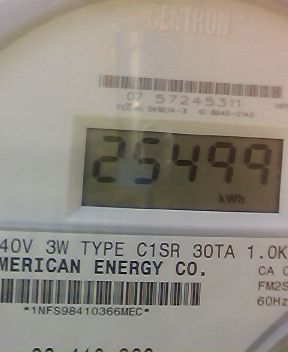 CENTRON
07 57245311
25499
kWh
40V 3W TYPE C1SR 30TA 1.0K
MERICAN ENERGY CO.
CA
FM2S
60Hz
*1NFS98410366MEC*